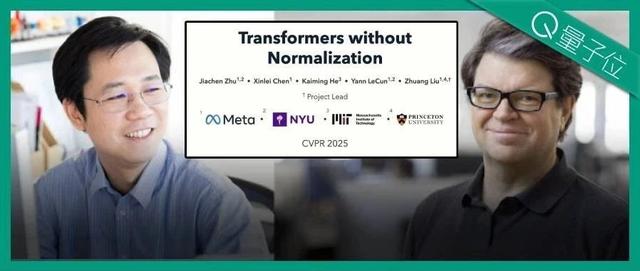 Transformers without
Normalization
Jiachen Zhu1,2 • Xinlei Chen1 • Kaiming He3 • Yann LeCun1,2 • Zhuang Liu1,4,†
† Project Lead
1 Meta • 2 NYU • 3 MIT Massachusetts Institute of Technology • 4 PRINCETON UNIVERSITY
CVPR 2025
量子位